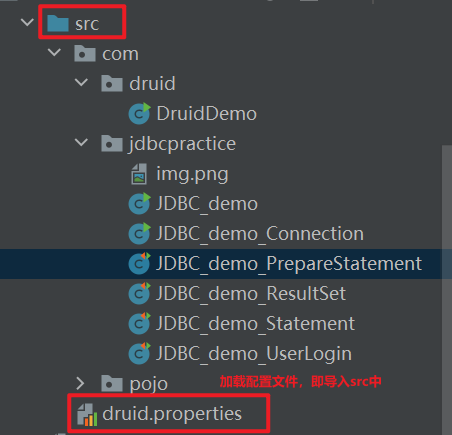 src
com
druid
DruidDemo
jdbcpractice
img.png
JDBC_demo
JDBC_demo_Connection
JDBC_demo_PrepareStatement
JDBC_demo_ResultSet
JDBC_demo_Statement
JDBC_demo_UserLogin
pojo 加载配置文件，即导入src中
druid.properties